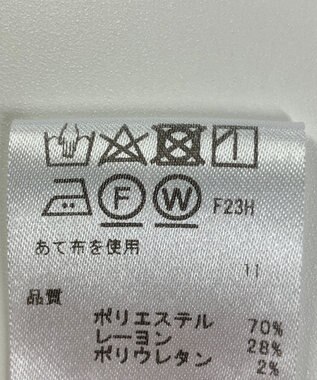 F W F23H
あて布を使用
11
品質
ポリエステル 70%
レーヨン 28%
ポリウレタン 2%